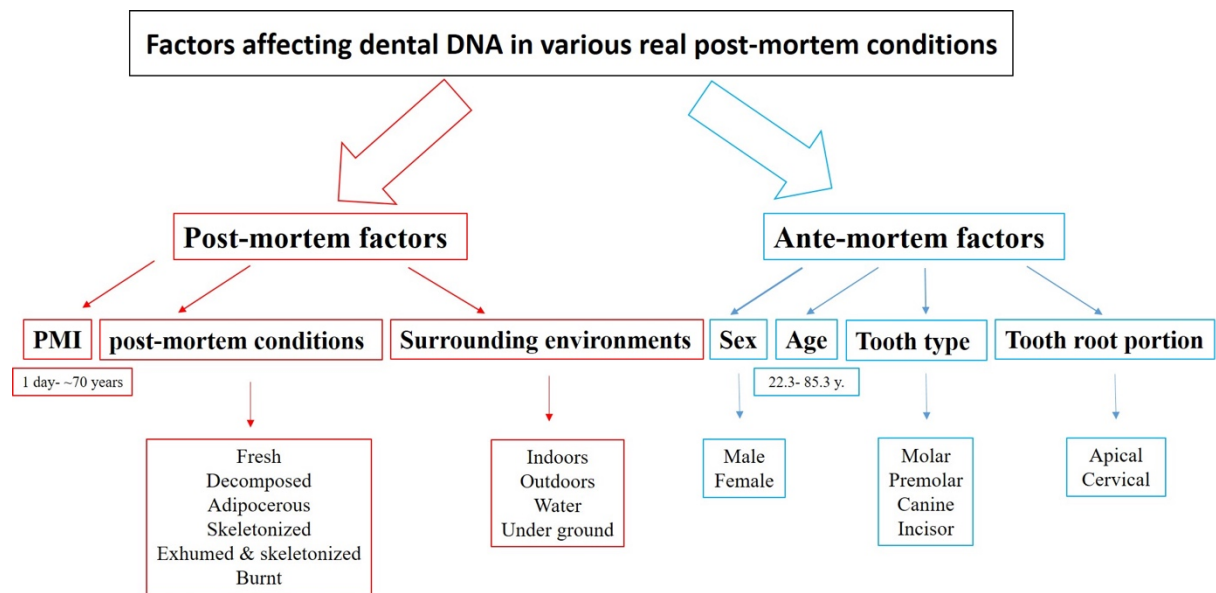 Factors affecting dental DNA in various real post-mortem conditions
Post-mortem factors
Ante-mortem factors
PMI
post-mortem conditions
Surrounding environments
Sex
Age
Tooth type
Tooth root portion
1 day- ~70 years
22.3- 85.3 y.
Fresh
Decomposed
Adipocerous
Skeletonized
Exhumed & skeletonized
Burnt
Indoors
Outdoors
Water
Under ground
Male
Female
Molar
Premolar
Canine
Incisor
Apical
Cervical